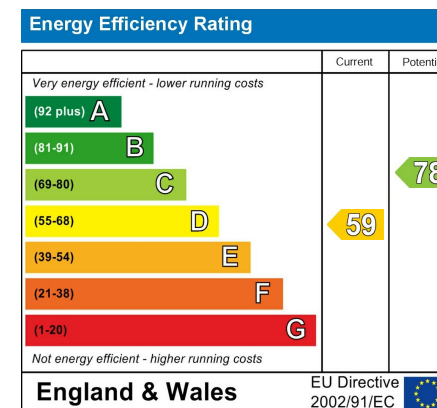 Energy Efficiency Rating
Current
Very energy efficient - lower running costs
(92 plus) A
(81-91) B
(69-80) C
78
(55-68) D
59
(39-54) E
(21-38) F
(1-20) G
Not energy efficient - higher running costs
England & Wales
EU Directive
2002/91/EC